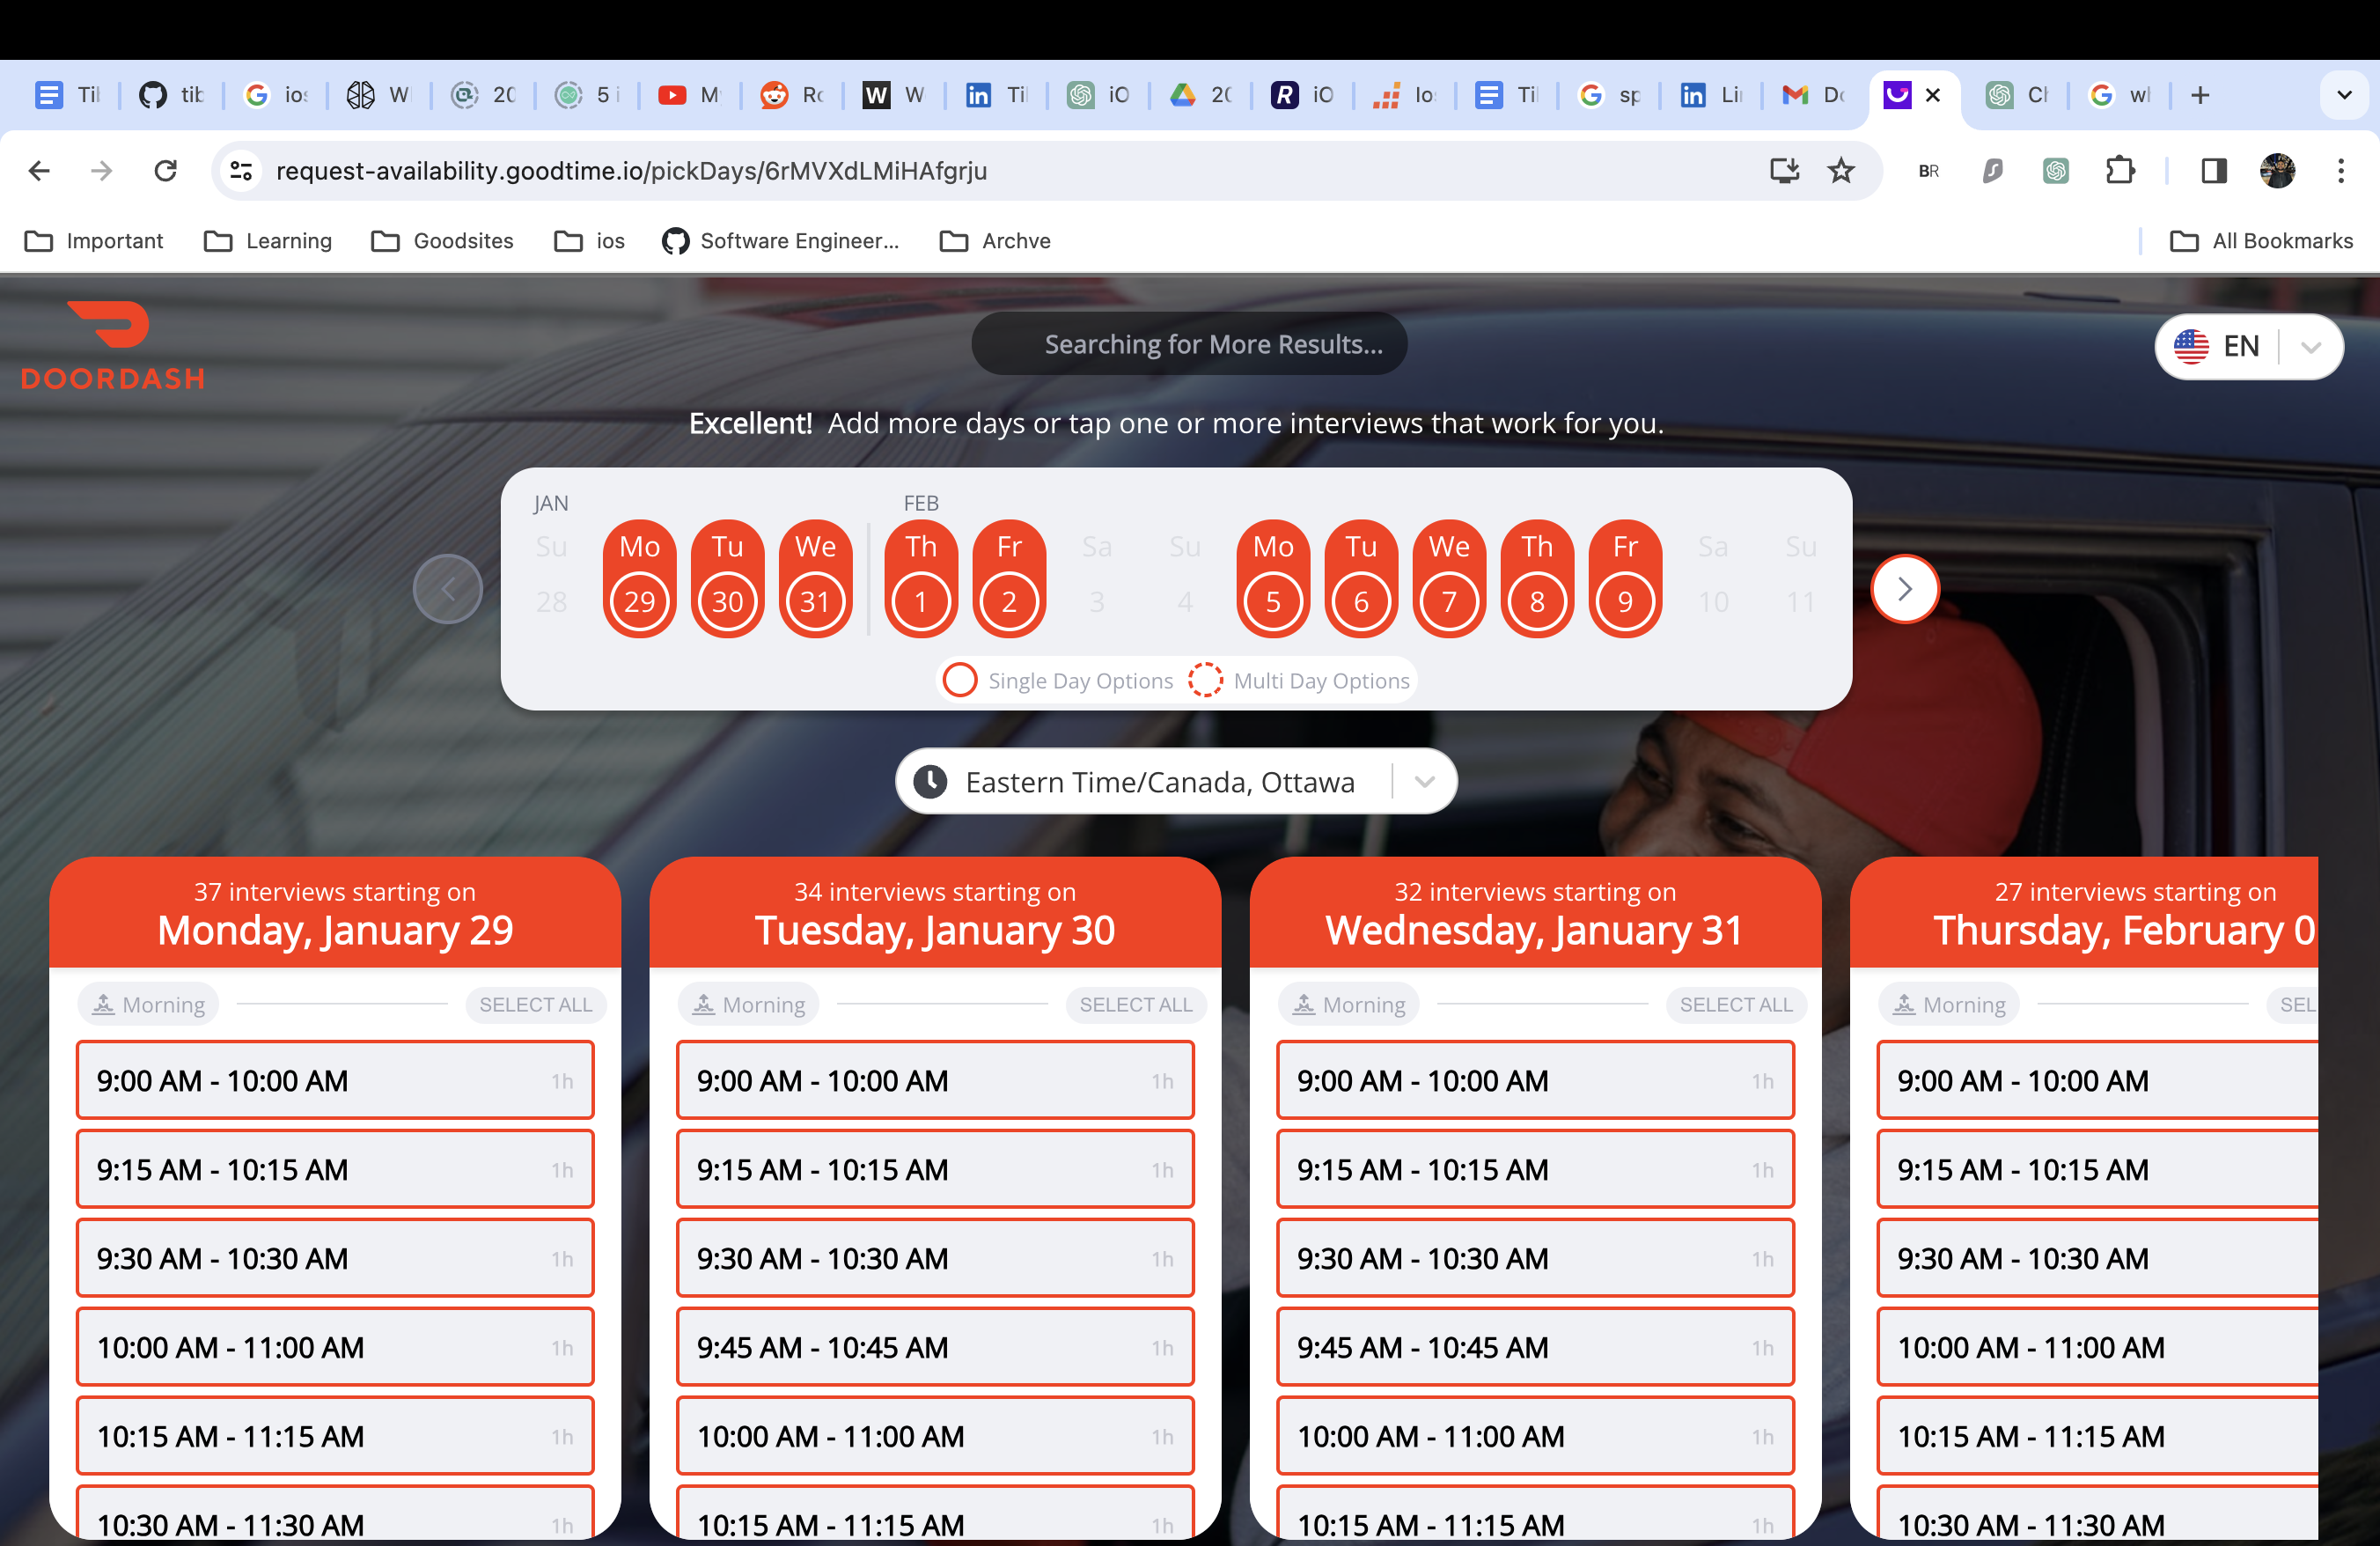 Til tib W 20 5 i M W Til iO 20 iO Til sp Li C
request-availability.goodtime.io/pickDays/6rMVXdLMiHAfgrju
BR
Important Learning Goodsites ios Software Engineer... Archve All Bookmarks
DOORDASH
Searching for More Results...
EN
Excellent! Add more days or tap one or more interviews that work for you.
JAN FEB
Su Mo Tu We Th Fr Sa Su Mo Tu We Th Fr Sa Su
28 29 30 31 1 2 3 4 5 6 7 8 9 10 11
Single Day Options Multi Day Options
Eastern Time/Canada, Ottawa
37 interviews starting on
Monday, January 29
Morning SELECT ALL
9:00 AM - 10:00 AM 1h
9:15 AM - 10:15 AM 1h
9:30 AM - 10:30 AM 1h
10:00 AM - 11:00 AM 1h
10:15 AM - 11:15 AM 1h
10:30 AM - 11:30 AM 1h
34 interviews starting on
Tuesday, January 30
Morning SELECT ALL
9:00 AM - 10:00 AM 1h
9:15 AM - 10:15 AM 1h
9:30 AM - 10:30 AM 1h
9:45 AM - 10:45 AM 1h
10:00 AM - 11:00 AM 1h
10:15 AM - 11:15 AM 1h
32 interviews starting on
Wednesday, January 31
Morning SELECT ALL
9:00 AM - 10:00 AM 1h
9:15 AM - 10:15 AM 1h
9:30 AM - 10:30 AM 1h
9:45 AM - 10:45 AM 1h
10:00 AM - 11:00 AM 1h
10:15 AM - 11:15 AM 1h
27 interviews starting on
Thursday, February 0
Morning SEL
9:00 AM - 10:00 AM
9:15 AM - 10:15 AM
9:30 AM - 10:30 AM
10:00 AM - 11:00 AM
10:15 AM - 11:15 AM
10:30 AM - 11:30 AM